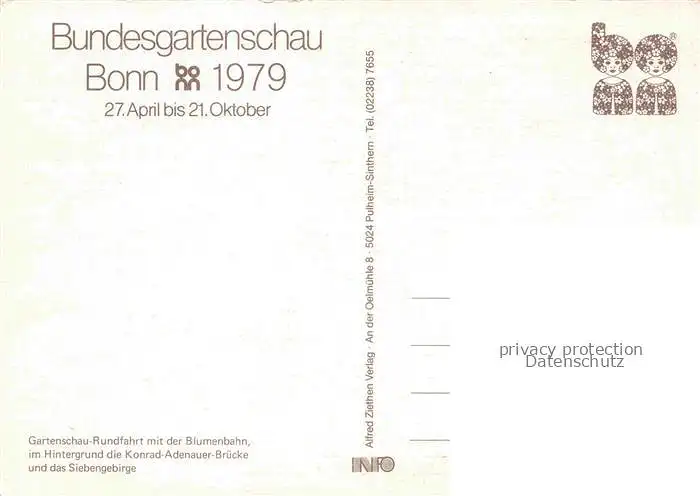 Bundesgartenschau
Bonn bonn 1979
27. April bis 21. Oktober
bo ®
Alfred Ziethen Verlag · An der Oelmühle 8 · 5024 Pulheim-Sinthern · Tel. (02238) 7655
privacy protection
Datenschutz
Gartenschau-Rundfahrt mit der Blumenbahn,
im Hintergrund die Konrad-Adenauer-Brücke
und das Siebengebirge
INFO